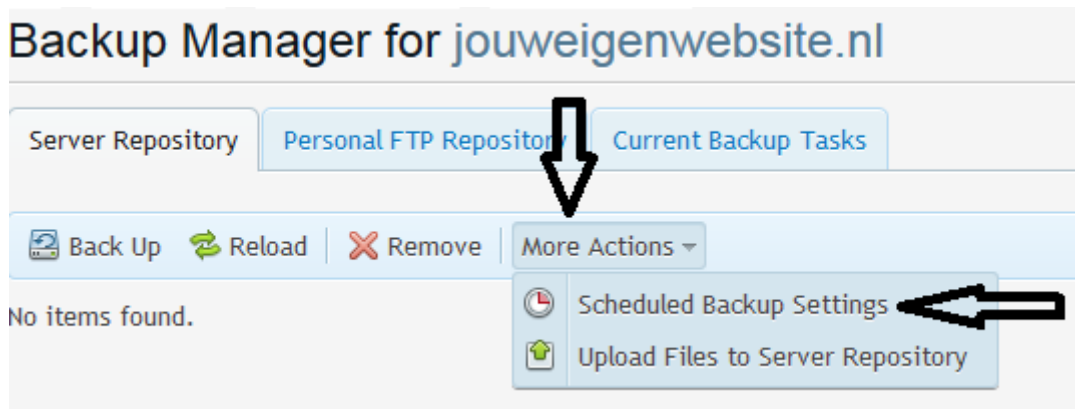 Backup Manager for jouweigenwebsite.nl
Server Repository Personal FTP Repository Current Backup Tasks
Back Up Reload Remove More Actions
No items found.
Scheduled Backup Settings
Upload Files to Server Repository